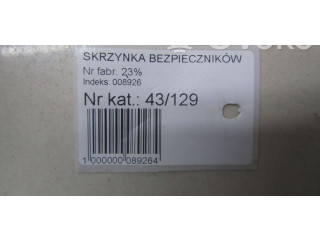 SKRZYNKA BEZPIECZNIKÓW
Nr fabr. 23%
Indeks: 008926
Nr kat.: 43/129
1 000000 089264